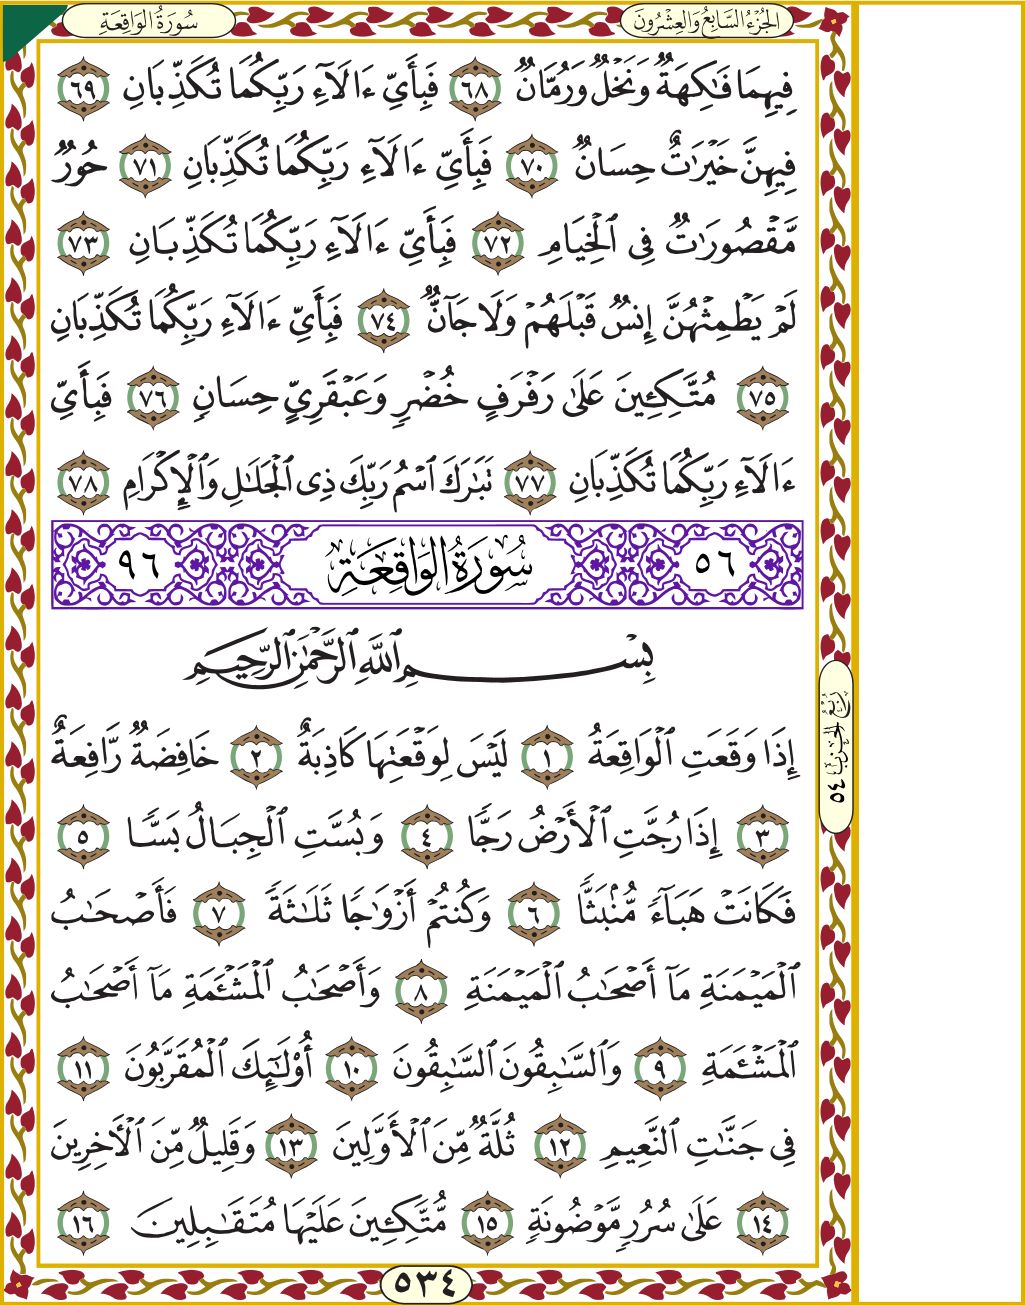 الجُزءُ السَّابِعُ وَالعِشْرُونَ
سُورَةُ الوَاقِعَةِ
فِيهِمَا فَٰكِهَةٌ وَنَخْلٌ وَرُمَّانٌ ٦٨ فَبِأَيِّ ءَالَآءِ رَبِّكُمَا تُكَذِّبَانِ ٦٩
فِيهِنَّ خَيْرَٰتٌ حِسَانٌ ٧٠ فَبِأَيِّ ءَالَآءِ رَبِّكُمَا تُكَذِّبَانِ ٧١ حُورٌ
مَّقْصُورَٰتٌ فِى ٱلْخِيَامِ ٧٢ فَبِأَيِّ ءَالَآءِ رَبِّكُمَا تُكَذِّبَانِ ٧٣
لَمْ يَطْمِثْهُنَّ إِنسٌ قَبْلَهُمْ وَلَا جَآنٌّ ٧٤ فَبِأَيِّ ءَالَآءِ رَبِّكُمَا تُكَذِّبَانِ
٧٥ مُتَّكِـِٔينَ عَلَىٰ رَفْرَفٍ خُضْرٍ وَعَبْقَرِىٍّ حِسَانٍ ٧٦ فَبِأَيِّ
ءَالَآءِ رَبِّكُمَا تُكَذِّبَانِ ٧٧ تَبَٰرَكَ ٱسْمُ رَبِّكَ ذِى ٱلْجَلَٰلِ وَٱلْإِكْرَامِ ٧٨
٥٦ سُورَةُ الوَاقِعَةِ ٩٦
بِسْمِ ٱللَّهِ ٱلرَّحْمَٰنِ ٱلرَّحِيمِ
إِذَا وَقَعَتِ ٱلْوَاقِعَةُ ١ لَيْسَ لِوَقْعَتِهَا كَاذِبَةٌ ٢ خَافِضَةٌ رَّافِعَةٌ
٣ إِذَا رُجَّتِ ٱلْأَرْضُ رَجًّا ٤ وَبُسَّتِ ٱلْجِبَالُ بَسًّا ٥
فَكَانَتْ هَبَآءً مُّنۢبَثًّا ٦ وَكُنتُمْ أَزْوَٰجًا ثَلَٰثَةً ٧ فَأَصْحَٰبُ
ٱلْمَيْمَنَةِ مَآ أَصْحَٰبُ ٱلْمَيْمَنَةِ ٨ وَأَصْحَٰبُ ٱلْمَشْـَٔمَةِ مَآ أَصْحَٰبُ
ٱلْمَشْـَٔمَةِ ٩ وَٱلسَّٰبِقُونَ ٱلسَّٰبِقُونَ ١٠ أُو۟لَٰٓئِكَ ٱلْمُقَرَّبُونَ ١١
فِى جَنَّٰتِ ٱلنَّعِيمِ ١٢ ثُلَّةٌ مِّنَ ٱلْأَوَّلِينَ ١٣ وَقَلِيلٌ مِّنَ ٱلْـَٔاخِرِينَ
١٤ عَلَىٰ سُرُرٍ مَّوْضُونَةٍ ١٥ مُّتَّكِـِٔينَ عَلَيْهَا مُتَقَٰبِلِينَ ١٦
رُبْعُ الحِزْبِ ٥٤
٥٣٤